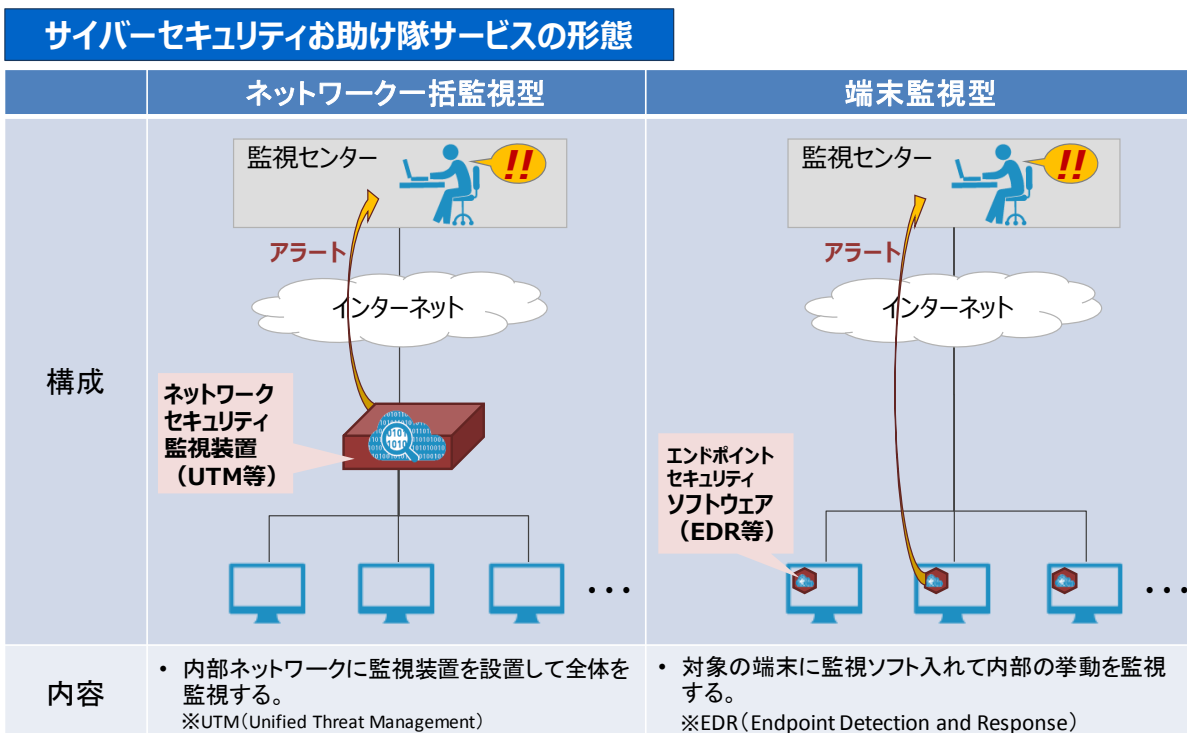 サイバーセキュリティお助け隊サービスの形態
ネットワーク一括監視型
端末監視型
構成
監視センター
!!
アラート
インターネット
ネットワーク
セキュリティ
監視装置
(UTM等)
・・・
監視センター
!!
アラート
インターネット
エンドポイント
セキュリティ
ソフトウェア
(EDR等)
・・・
内容
• 内部ネットワークに監視装置を設置して全体を
監視する。
※UTM(Unified Threat Management)
• 対象の端末に監視ソフト入れて内部の挙動を監視
する。
※EDR(Endpoint Detection and Response)